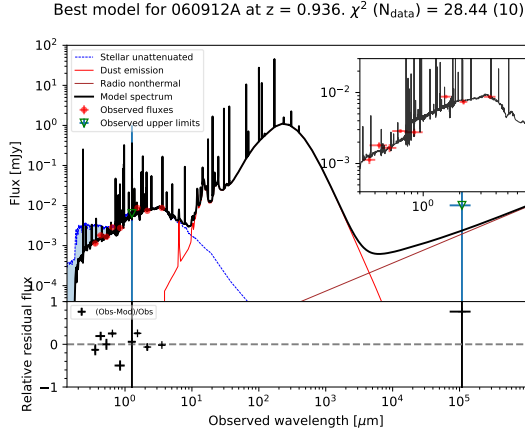 Best model for 060912A at z = 0.936. χ² (N_data) = 28.44 (10)
10²
10¹
10⁰
10⁻¹
10⁻²
10⁻³
10⁻⁴
Flux [mJy]
Stellar unattenuated
Dust emission
Radio nonthermal
Model spectrum
Observed fluxes
Observed upper limits
10⁻²
10⁻³
10⁰
1
0
−1
Relative residual flux
(Obs-Mod)/Obs
10⁰ 10¹ 10² 10³ 10⁴ 10⁵
Observed wavelength [μm]